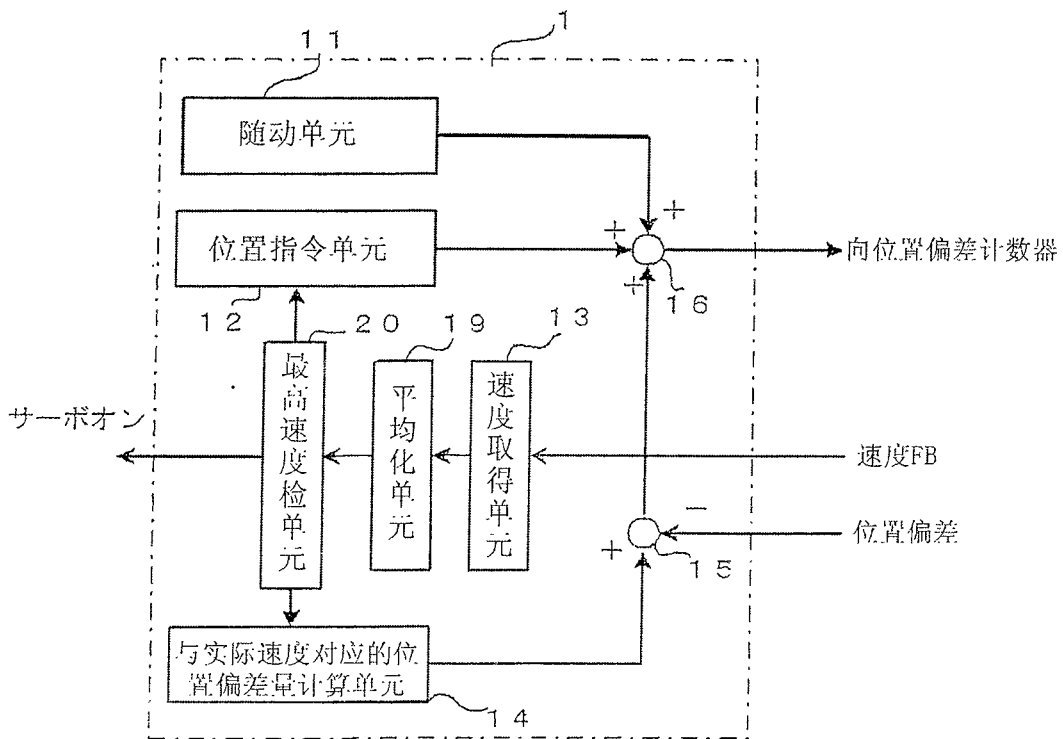 １１
１
随动单元
+
+
位置指令单元
向位置偏差计数器
+
１６
１２
２０
１９
１３
最高速度检单元
平均化单元
速度取得单元
サーボオン
速度FB
−
位置偏差
+
１５
与实际速度对应的位
置偏差量计算单元
１４